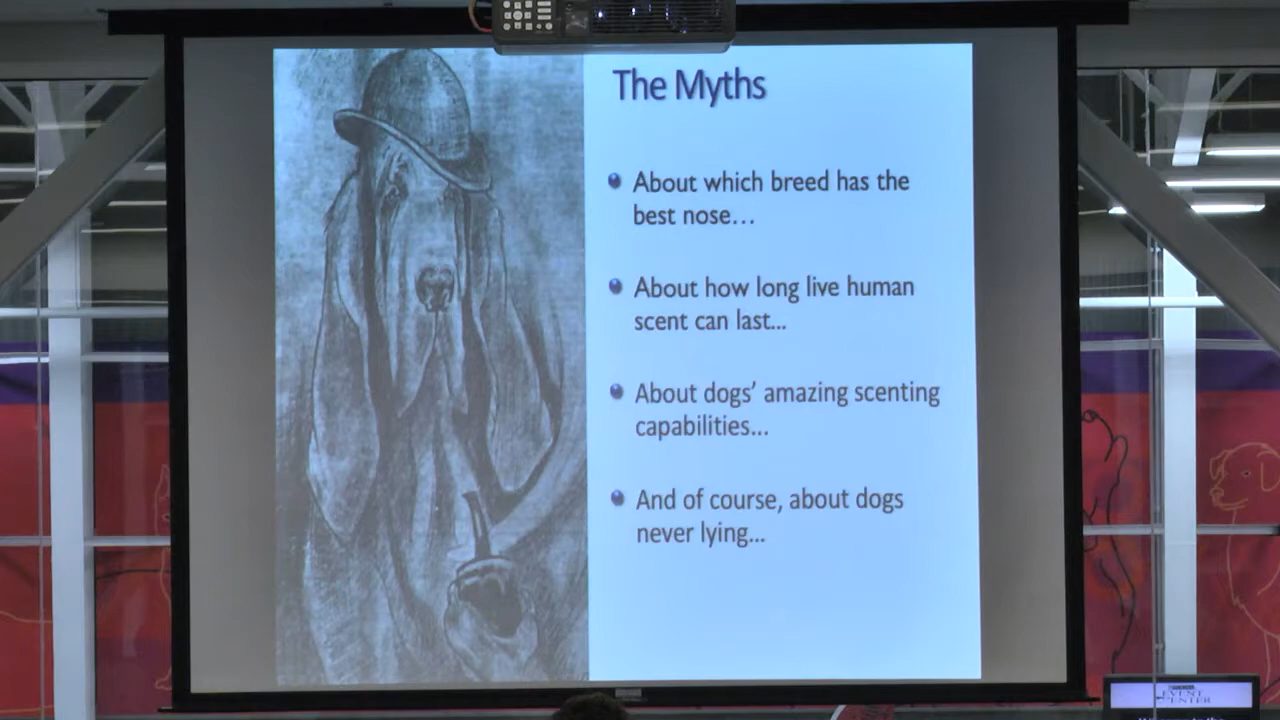 The Myths
About which breed has the
best nose...
About how long live human
scent can last...
About dogs’ amazing scenting
capabilities...
And of course, about dogs
never lying...
EVENT
CENTER